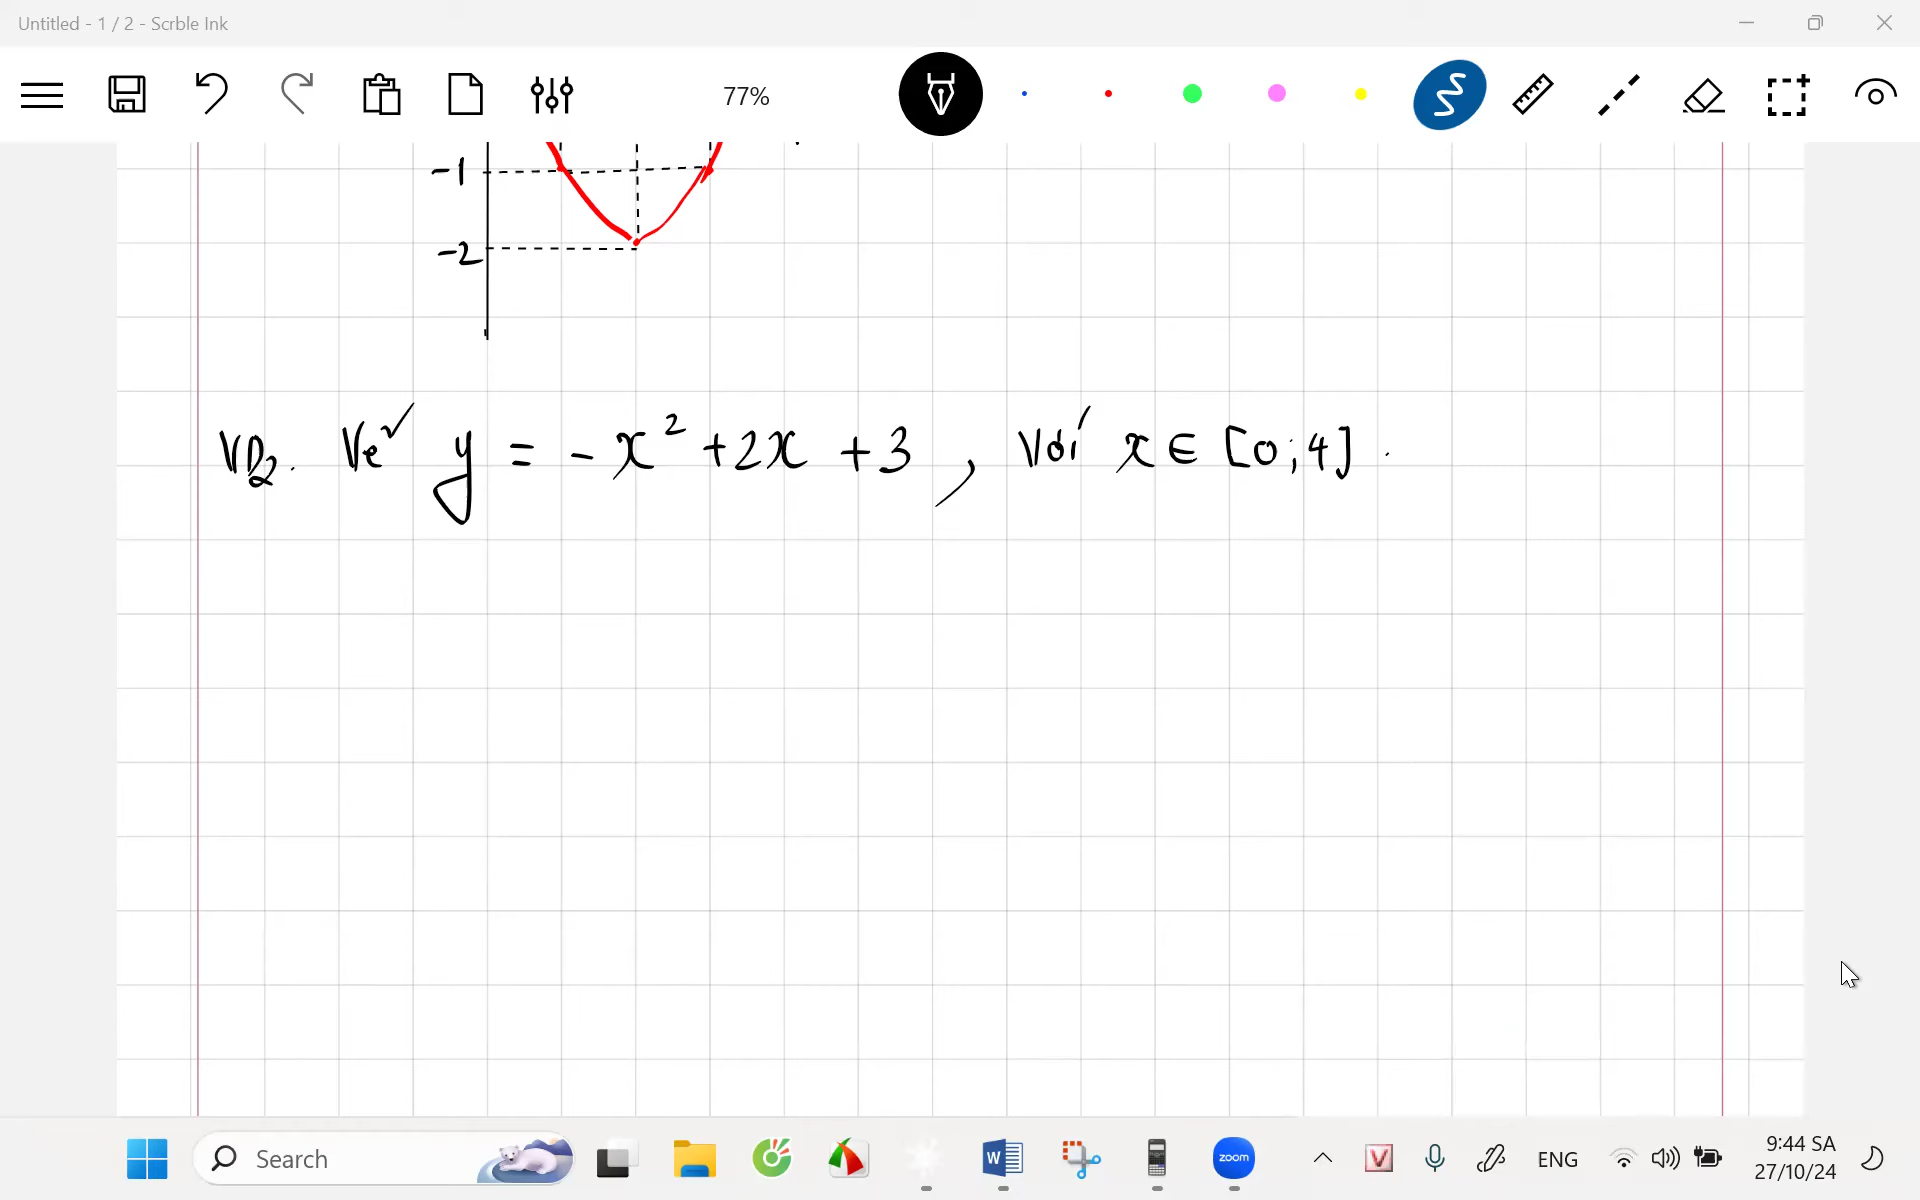 Untitled - 1 / 2 - Scrble Ink
77%
-1
-2
VD2. Vẽ y = -x² + 2x + 3, với x ∈ [0;4].
Search
W
zoom
V
ENG
9:44 SA
27/10/24